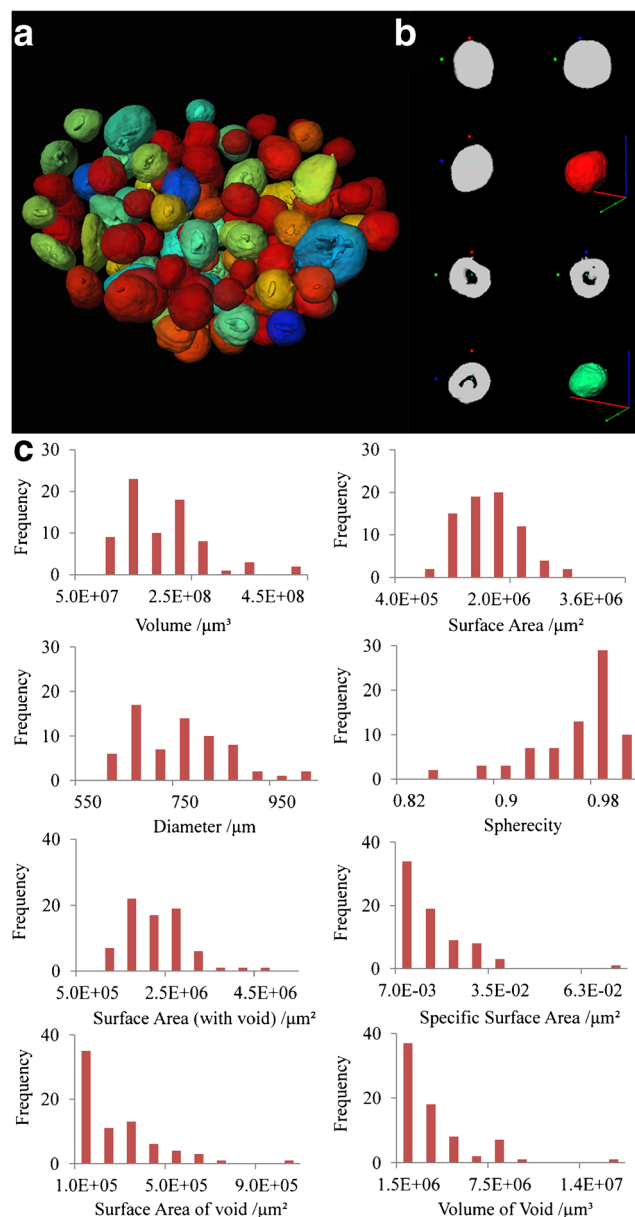 a
b
c
30
20
10
0
Frequency
5.0E+07 2.5E+08 4.5E+08
Volume /μm³
30
20
10
0
Frequency
4.0E+05 2.0E+06 3.6E+06
Surface Area /μm²
30
20
10
0
Frequency
550 750 950
Diameter /μm
30
20
10
0
Frequency
0.82 0.9 0.98
Spherecity
40
20
0
Frequency
5.0E+05 2.5E+06 4.5E+06
Surface Area (with void) /μm²
40
20
0
Frequency
7.0E-03 3.5E-02 6.3E-02
Specific Surface Area /μm²
40
20
0
Frequency
1.0E+05 5.0E+05 9.0E+05
Surface Area of void /μm²
40
20
0
Frequency
1.5E+06 7.5E+06 1.4E+07
Volume of Void /μm³